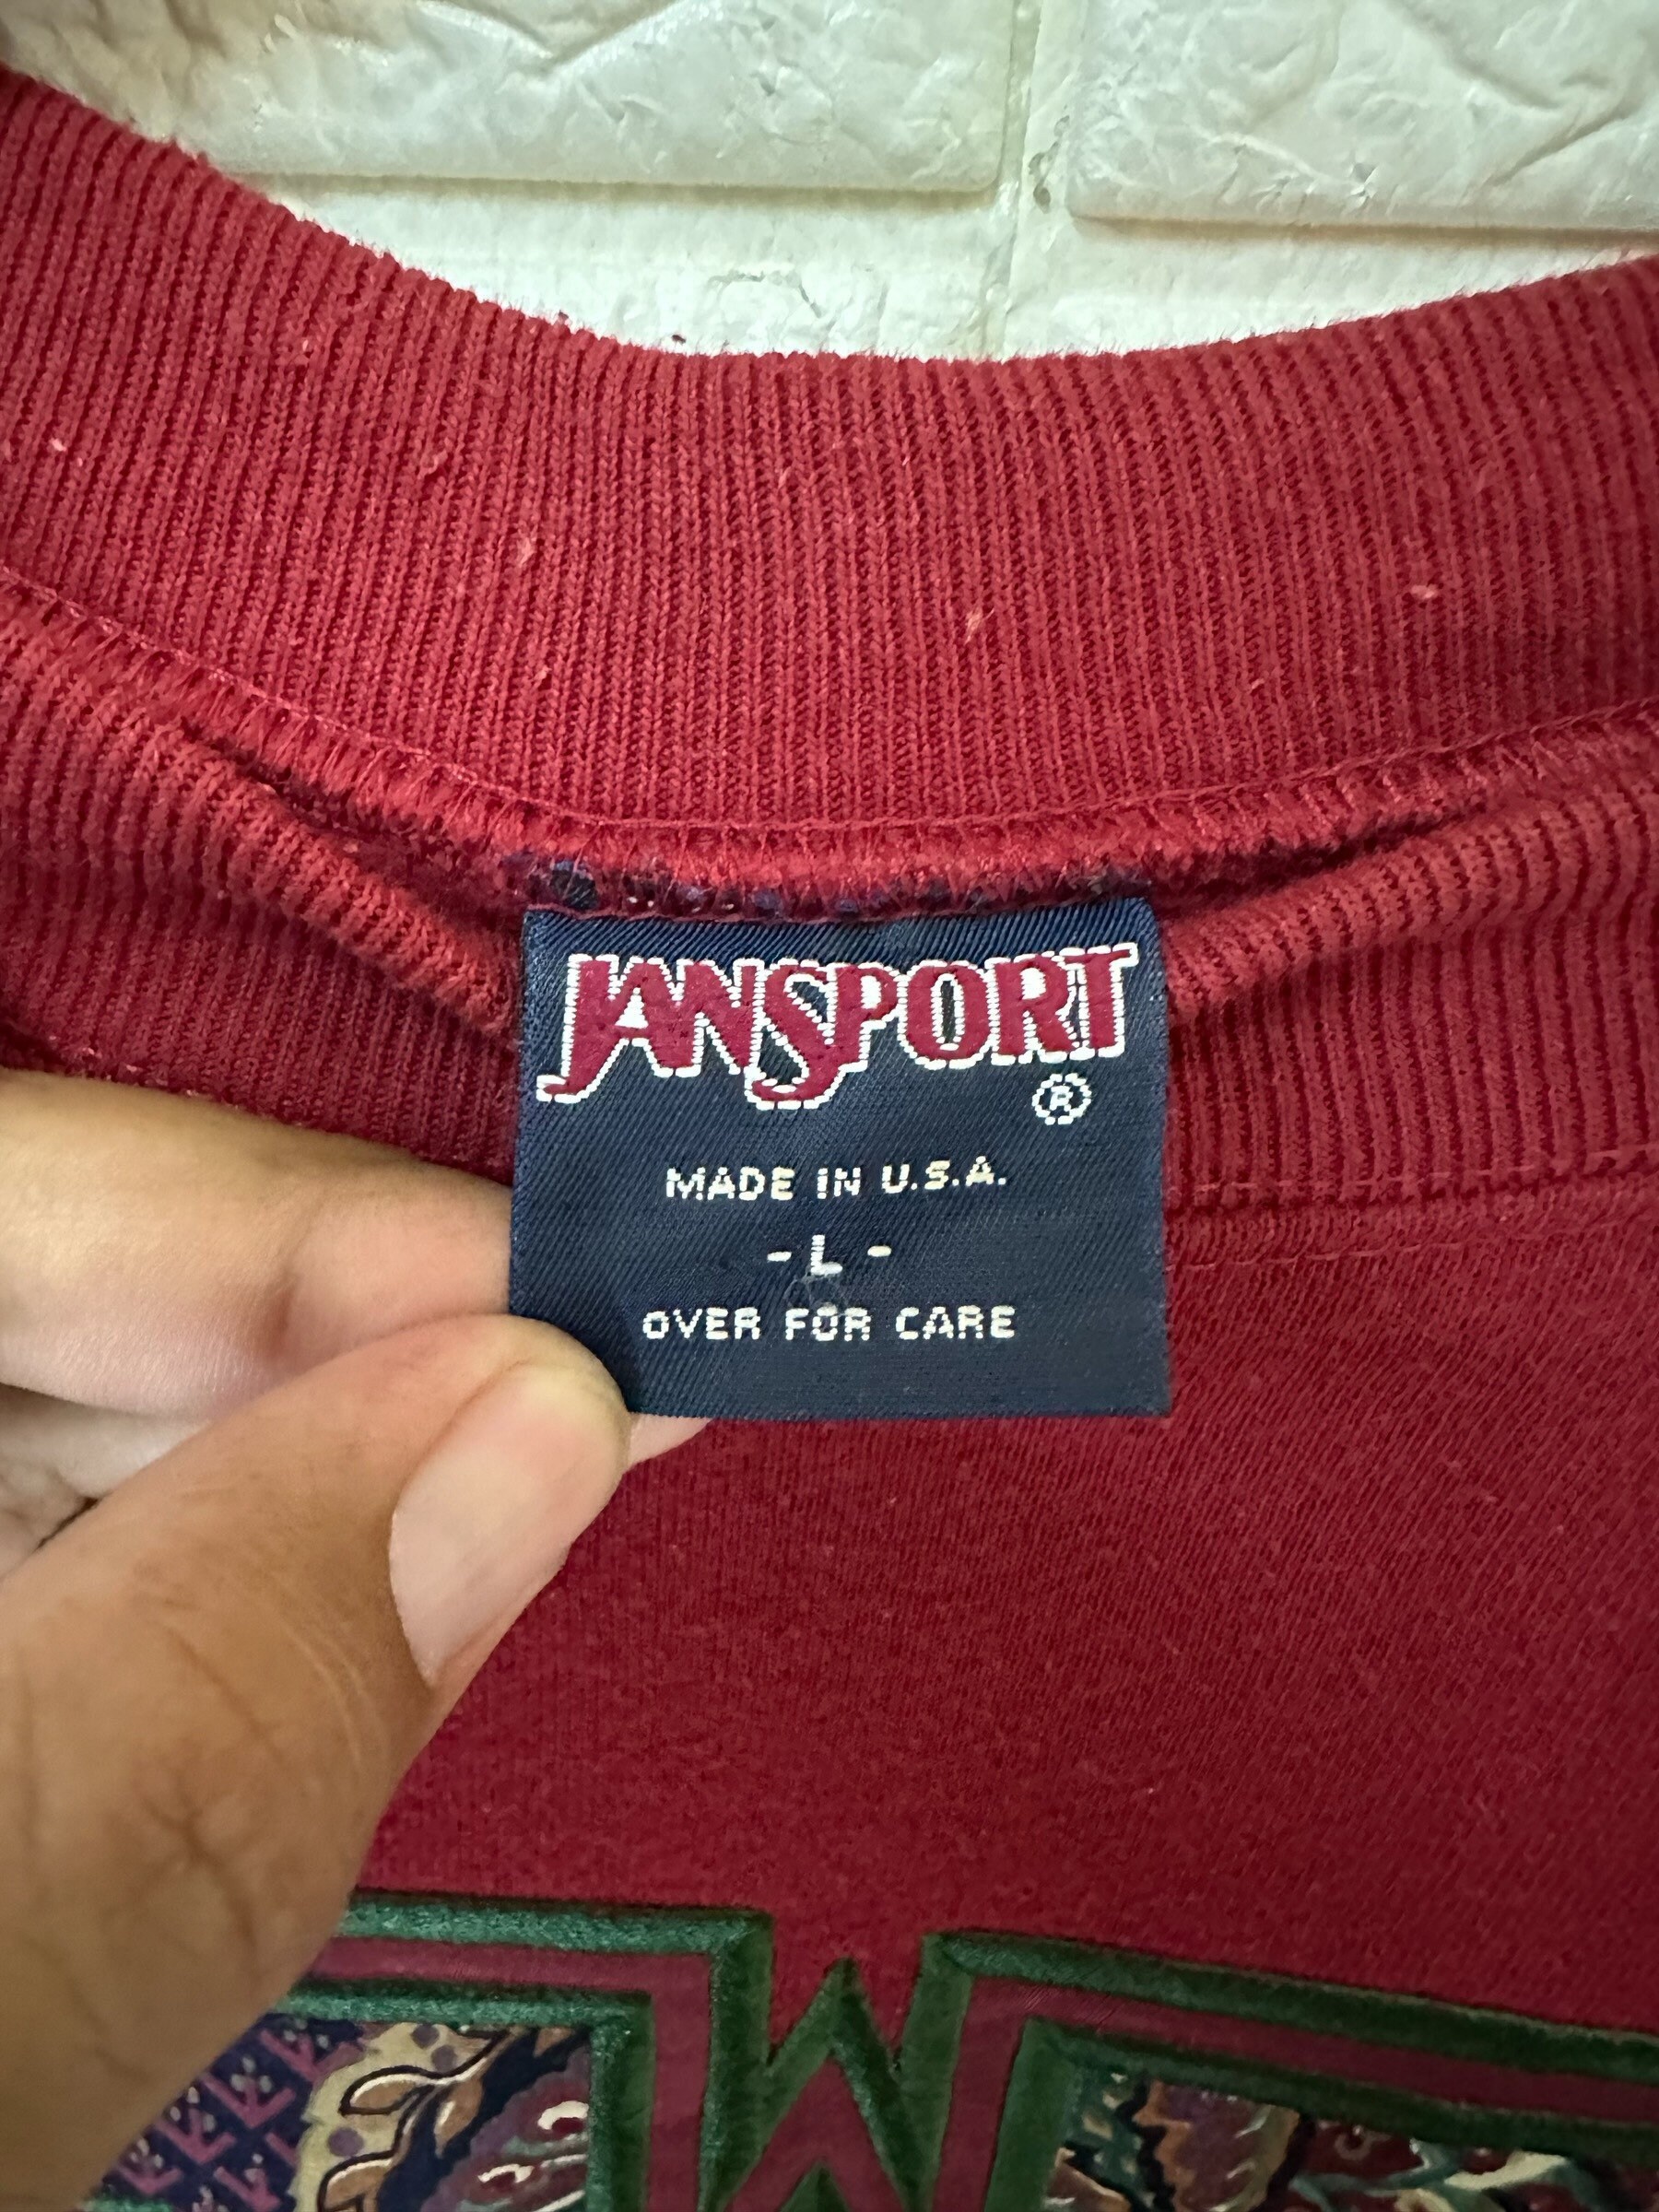 JANSPORT
®
MADE IN U.S.A.
- L -
OVER FOR CARE